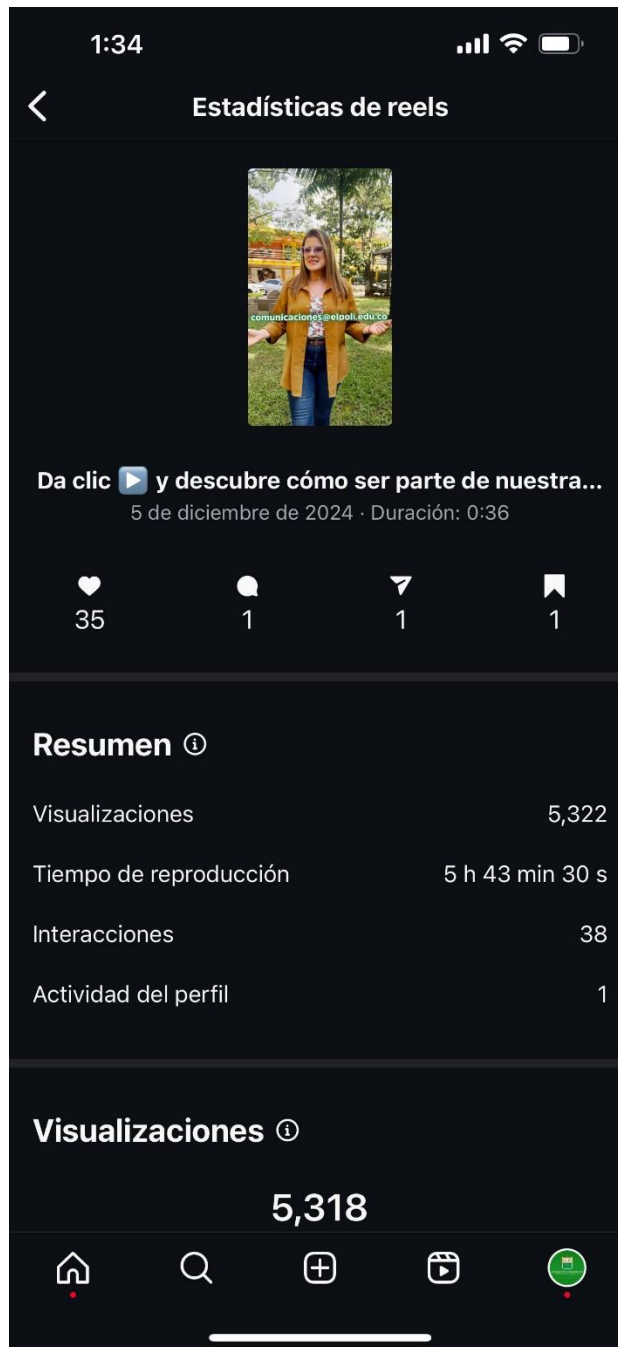 1:34
Estadísticas de reels
comunicaciones@elpoli.edu.co
Da clic ▶️ y descubre cómo ser parte de nuestra...
5 de diciembre de 2024 · Duración: 0:36
35 1 1 1
Resumen
Visualizaciones 5,322
Tiempo de reproducción 5 h 43 min 30 s
Interacciones 38
Actividad del perfil 1
Visualizaciones
5,318